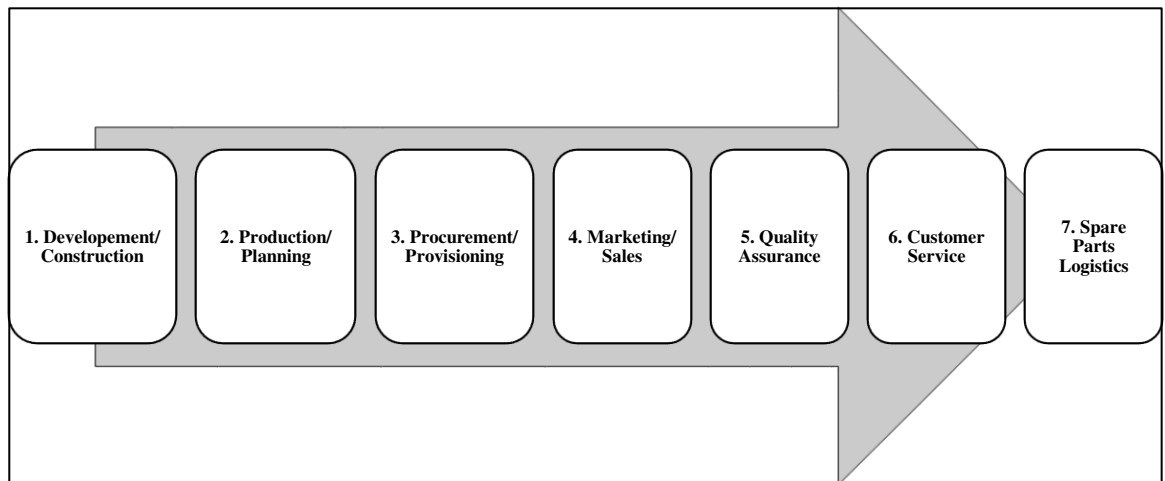 1. Developement/
Construction
2. Production/
Planning
3. Procurement/
Provisioning
4. Marketing/
Sales
5. Quality
Assurance
6. Customer
Service
7. Spare
Parts
Logistics